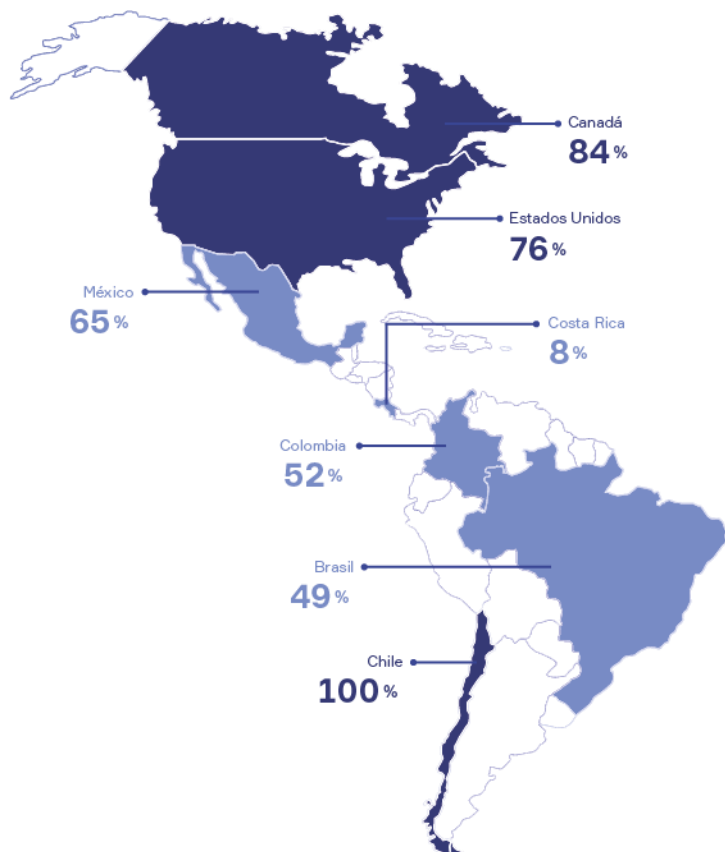 Canadá
84 %
Estados Unidos
76 %
México
65 %
Costa Rica
8 %
Colombia
52 %
Brasil
49 %
Chile
100 %